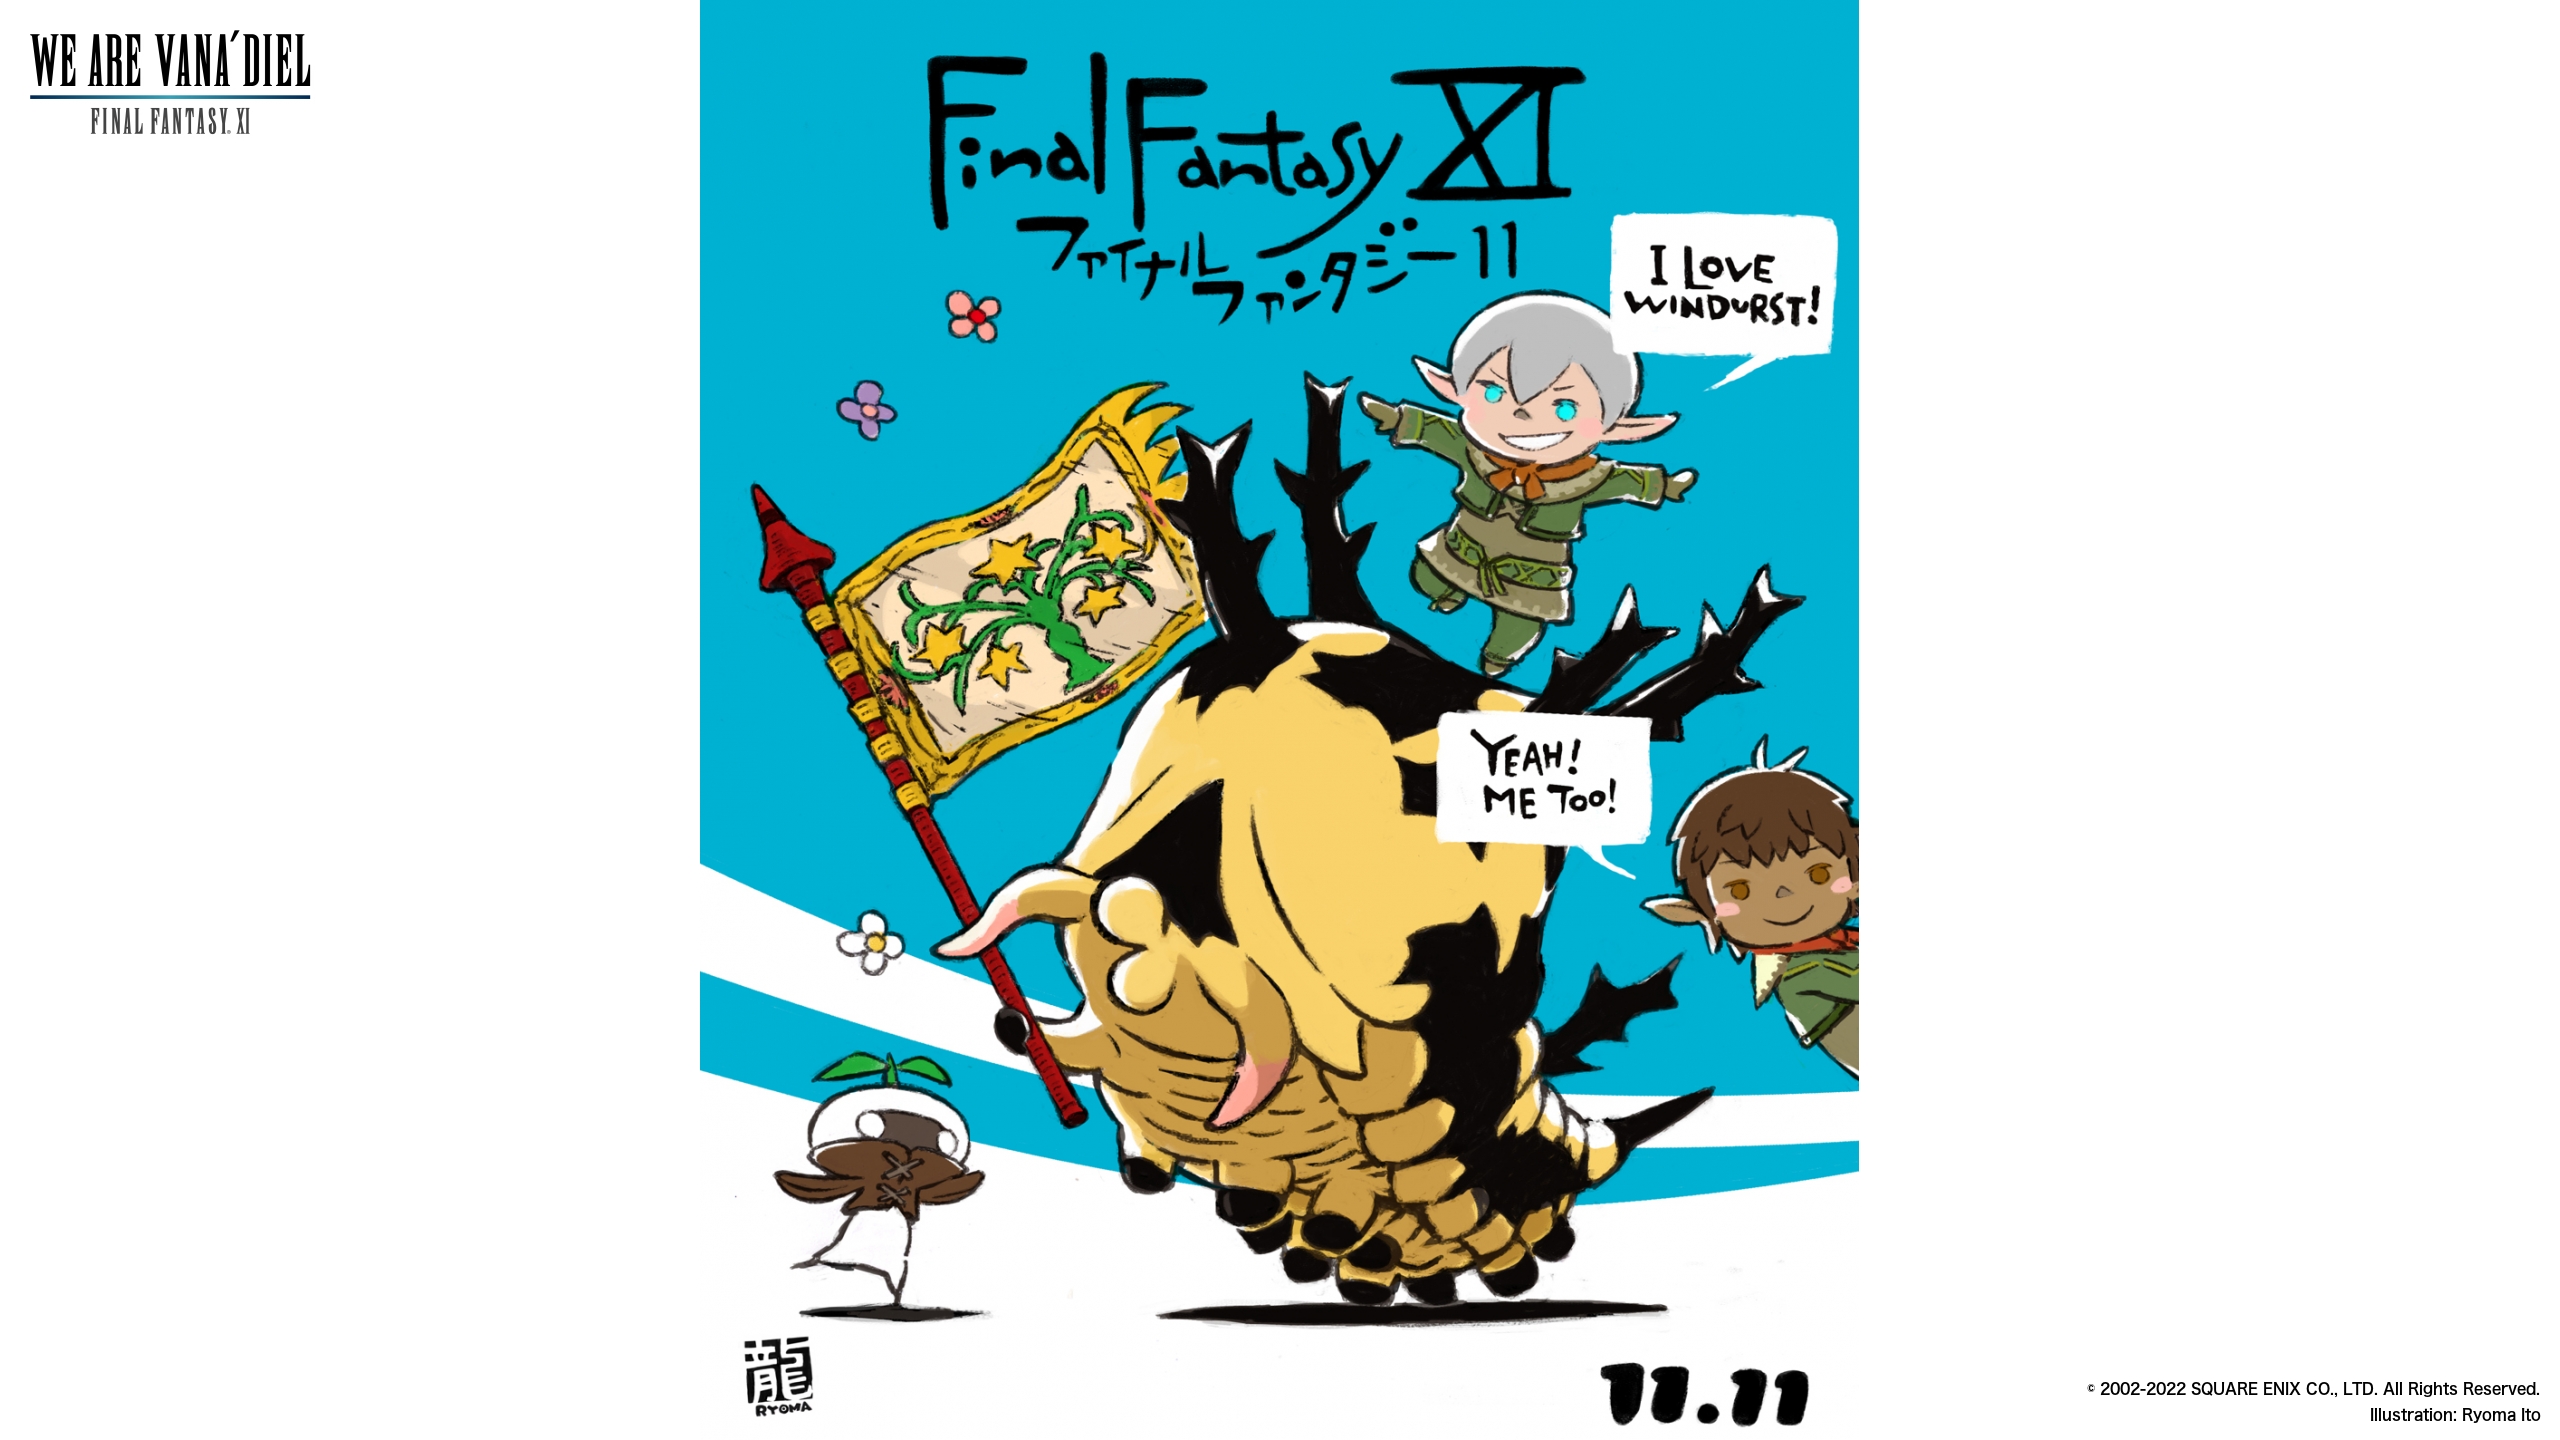 WE ARE VANA´DIEL
FINAL FANTASY® XI
Final Fantasy XI
ファイナル
ファンタジー11
I LOVE
WINDURST!
YEAH!
ME Too!
龍
RYOMA
11.11
© 2002-2022 SQUARE ENIX CO., LTD. All Rights Reserved.
Illustration: Ryoma Ito